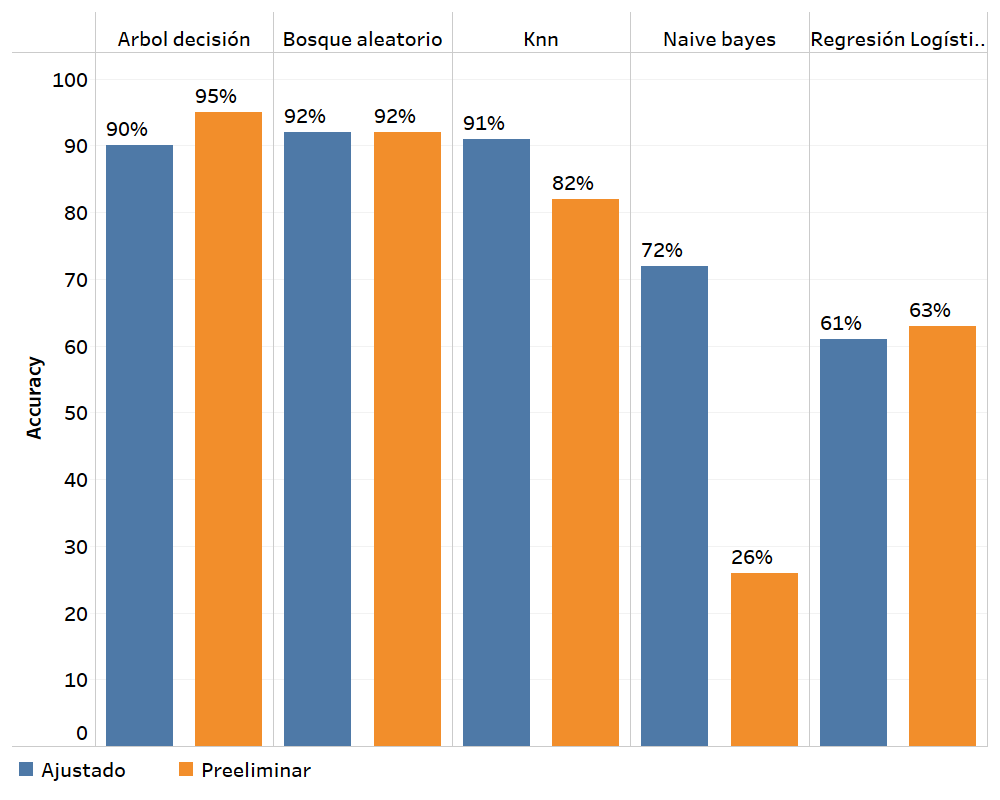 Arbol decisión Bosque aleatorio Knn Naive bayes Regresión Logísti..
Accuracy
100
90
80
70
60
50
40
30
20
10
0
90% 95% 92% 92% 91% 82% 72% 26% 61% 63%
Ajustado Preeliminar